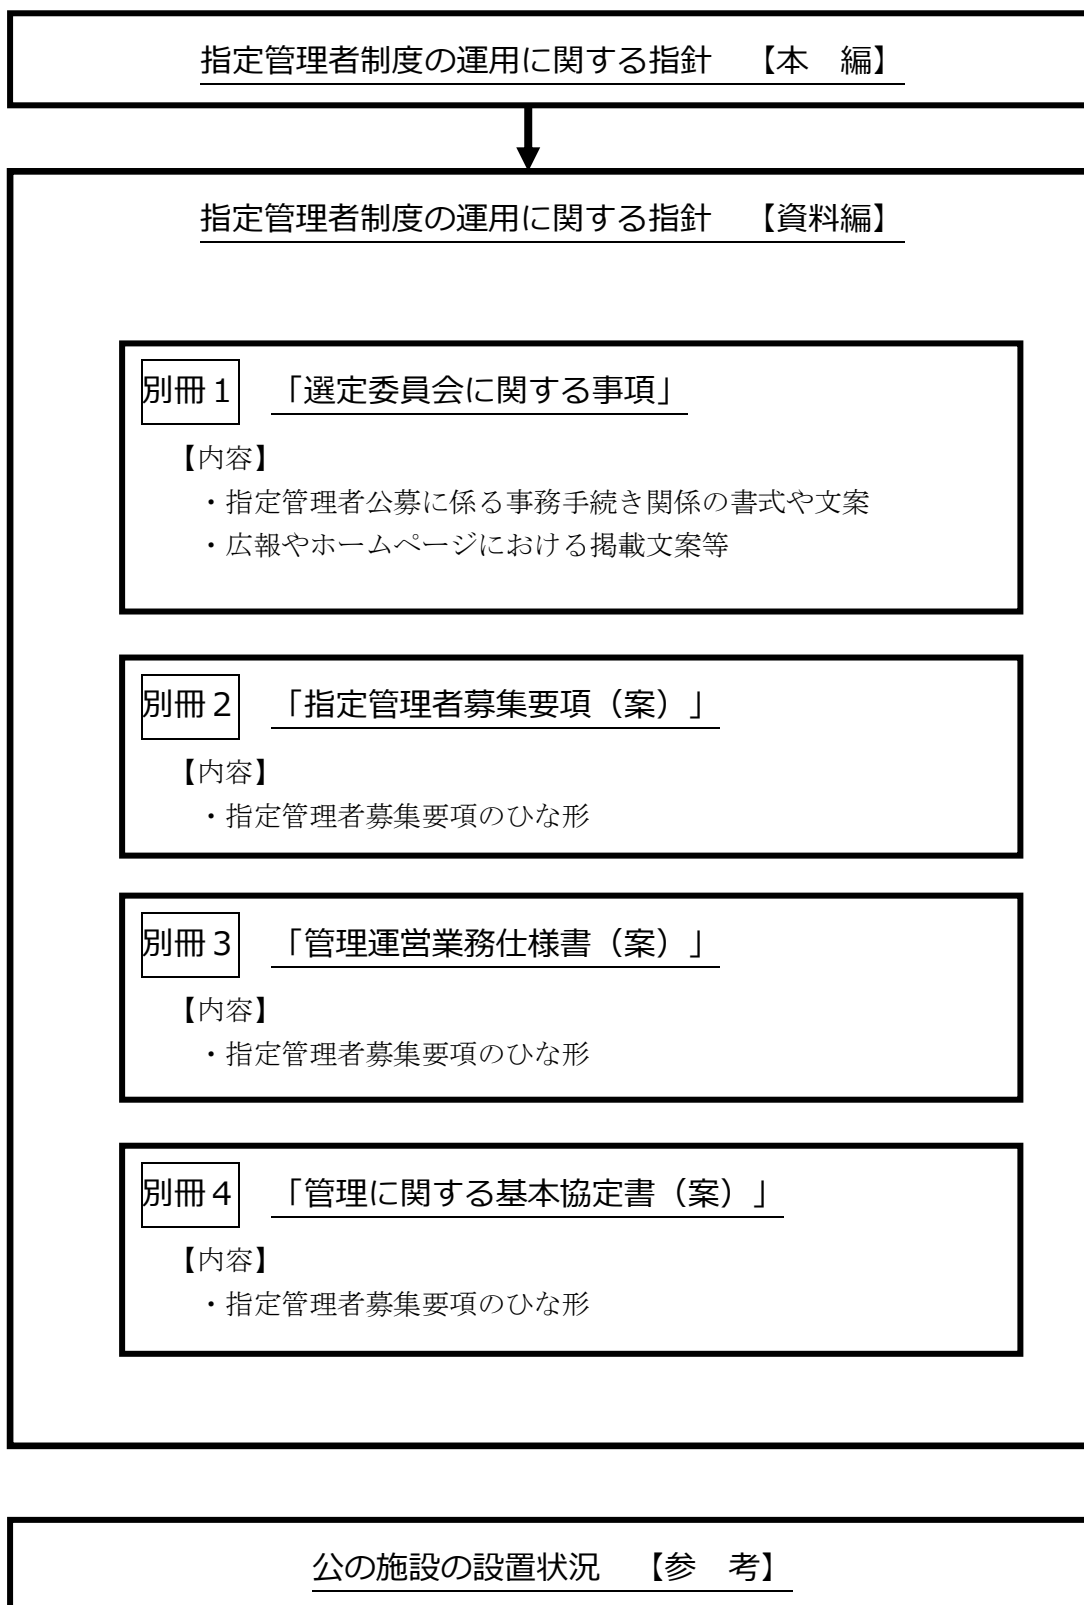 指定管理者制度の運用に関する指針　【本　編】
指定管理者制度の運用に関する指針　【資料編】
別冊１　「選定委員会に関する事項」
【内容】
・指定管理者公募に係る事務手続き関係の書式や文案
・広報やホームページにおける掲載文案等
別冊２　「指定管理者募集要項（案）」
【内容】
・指定管理者募集要項のひな形
別冊３　「管理運営業務仕様書（案）」
【内容】
・指定管理者募集要項のひな形
別冊４　「管理に関する基本協定書（案）」
【内容】
・指定管理者募集要項のひな形
公の施設の設置状況　【参　考】